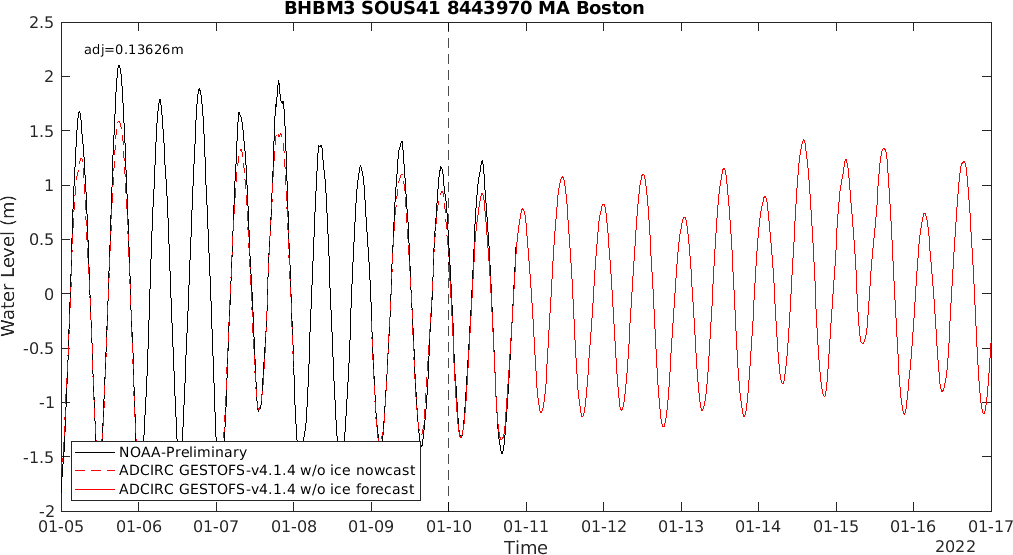 BHBM3 SOUS41 8443970 MA Boston
adj=0.13626m
2.5
2
1.5
1
0.5
0
-0.5
-1
-1.5
-2
Water Level (m)
NOAA-Preliminary
ADCIRC GESTOFS-v4.1.4 w/o ice nowcast
ADCIRC GESTOFS-v4.1.4 w/o ice forecast
01-05 01-06 01-07 01-08 01-09 01-10 01-11 01-12 01-13 01-14 01-15 01-16 01-17
Time
2022